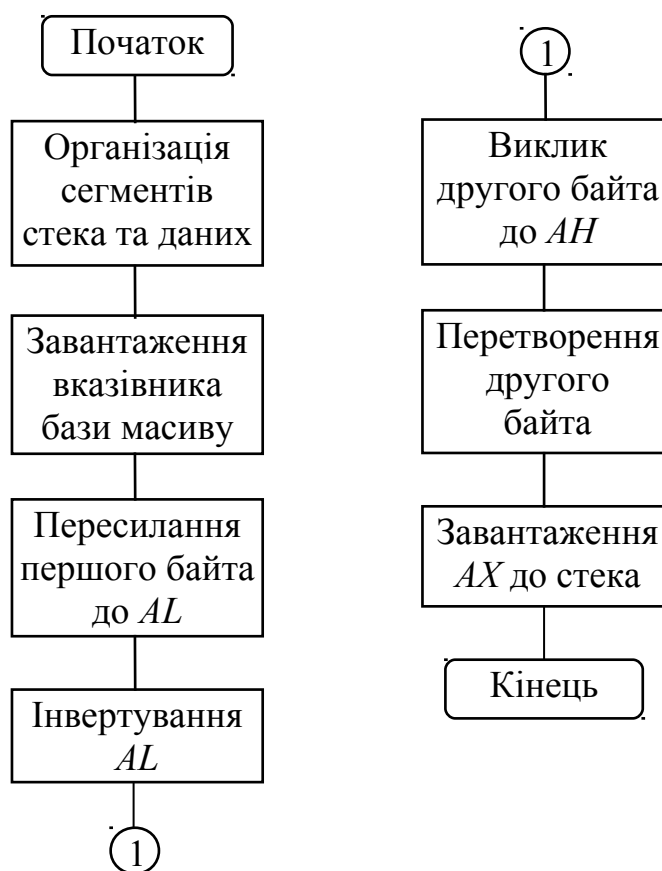 Початок
Організація
сегментів
стека та даних
Завантаження
вказівника
бази масиву
Пересилання
першого байта
до AL
Інвертування
AL
1
1
Виклик
другого байта
до AH
Перетворення
другого
байта
Завантаження
AX до стека
Кінець